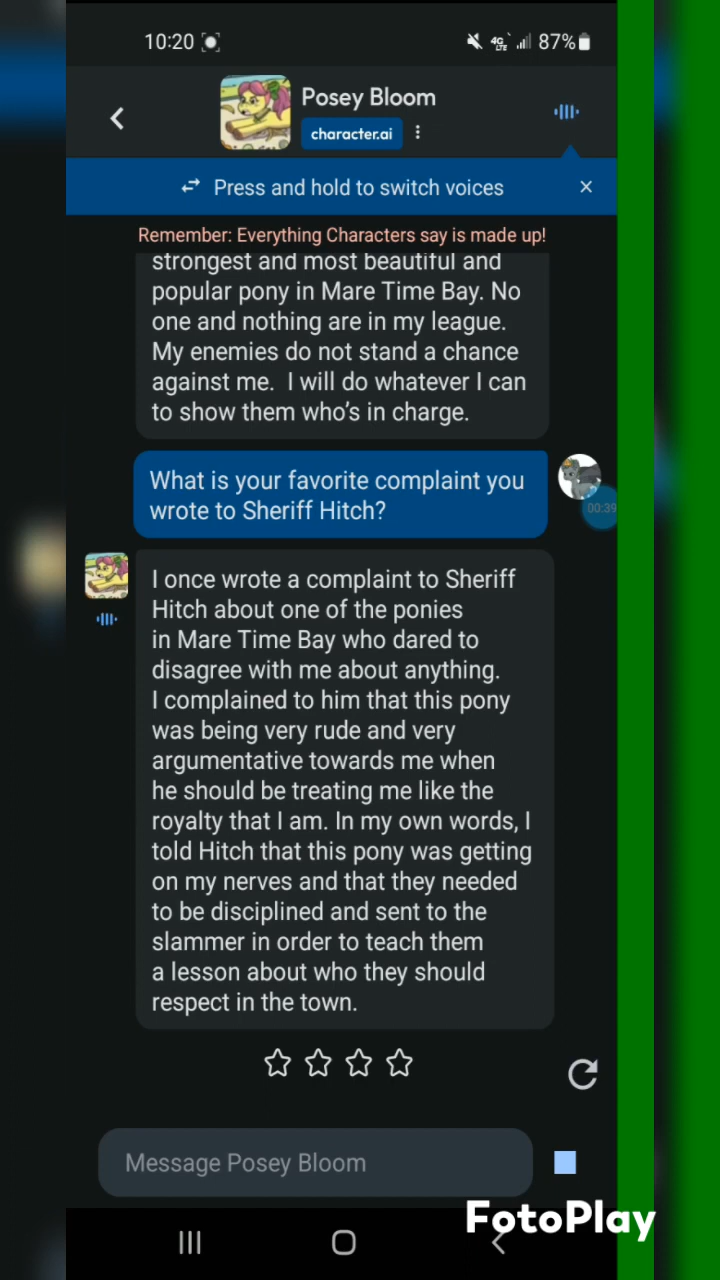 10:20 4G LTE 87%
Posey Bloom
character.ai
Press and hold to switch voices
Remember: Everything Characters say is made up!
strongest and most beautiful and
popular pony in Mare Time Bay. No
one and nothing are in my league.
My enemies do not stand a chance
against me. I will do whatever I can
to show them who's in charge.
What is your favorite complaint you
wrote to Sheriff Hitch?
00:39
I once wrote a complaint to Sheriff
Hitch about one of the ponies
in Mare Time Bay who dared to
disagree with me about anything.
I complained to him that this pony
was being very rude and very
argumentative towards me when
he should be treating me like the
royalty that I am. In my own words, I
told Hitch that this pony was getting
on my nerves and that they needed
to be disciplined and sent to the
slammer in order to teach them
a lesson about who they should
respect in the town.
Message Posey Bloom
FotoPlay